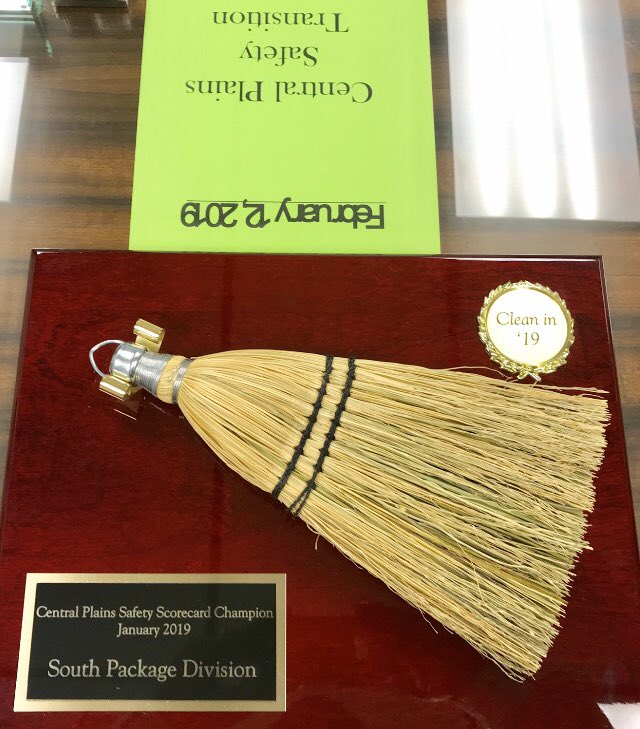 Central Plains
Safety
Transition
February 12, 2019
Clean in
'19
Central Plains Safety Scorecard Champion
January 2019
South Package Division